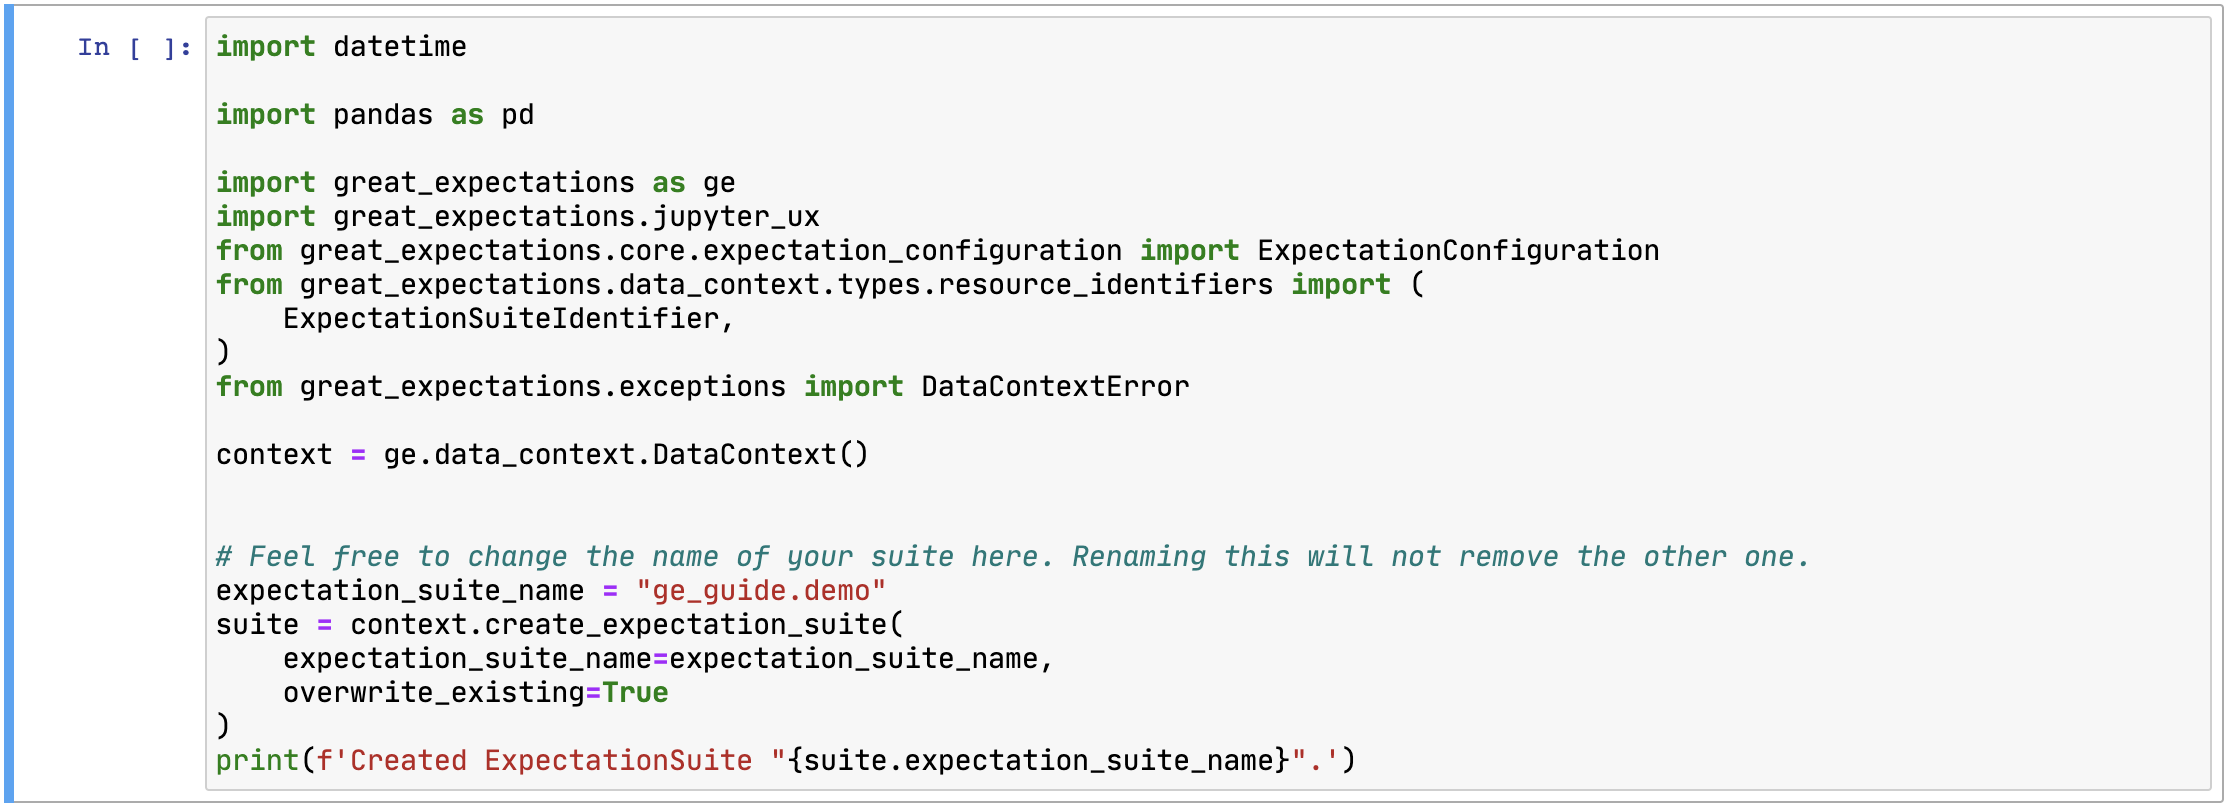 In [ ]:
import datetime
import pandas as pd
import great_expectations as ge
import great_expectations.jupyter_ux
from great_expectations.core.expectation_configuration import ExpectationConfiguration
from great_expectations.data_context.types.resource_identifiers import (
    ExpectationSuiteIdentifier,
)
from great_expectations.exceptions import DataContextError
context = ge.data_context.DataContext()
# Feel free to change the name of your suite here. Renaming this will not remove the other one.
expectation_suite_name = "ge_guide.demo"
suite = context.create_expectation_suite(
    expectation_suite_name=expectation_suite_name,
    overwrite_existing=True
)
print(f'Created ExpectationSuite "{suite.expectation_suite_name}".')